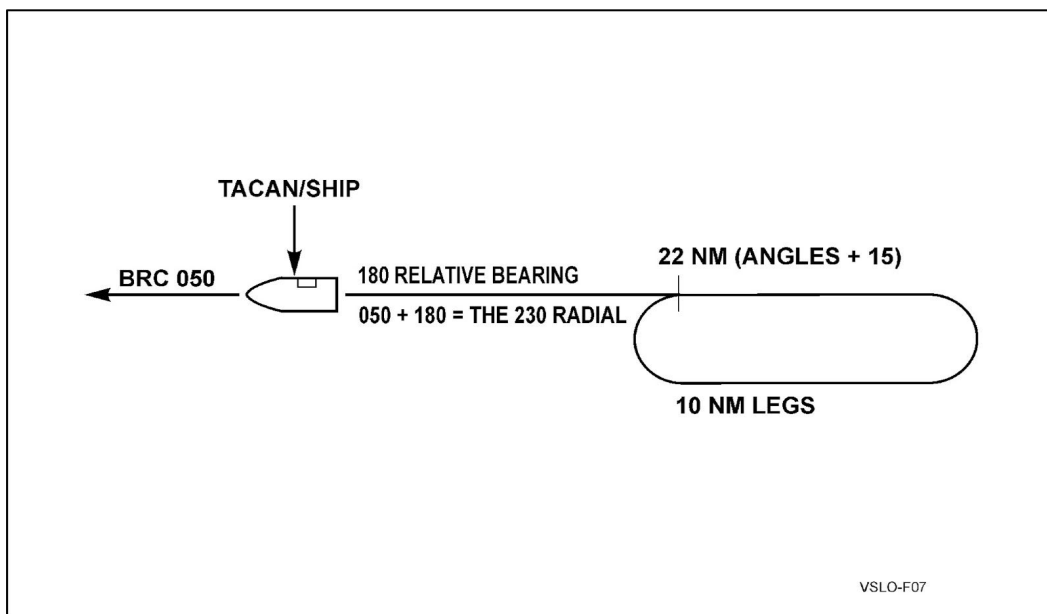 TACAN/SHIP
BRC 050
180 RELATIVE BEARING
050 + 180 = THE 230 RADIAL
22 NM (ANGLES + 15)
10 NM LEGS
VSLO-F07